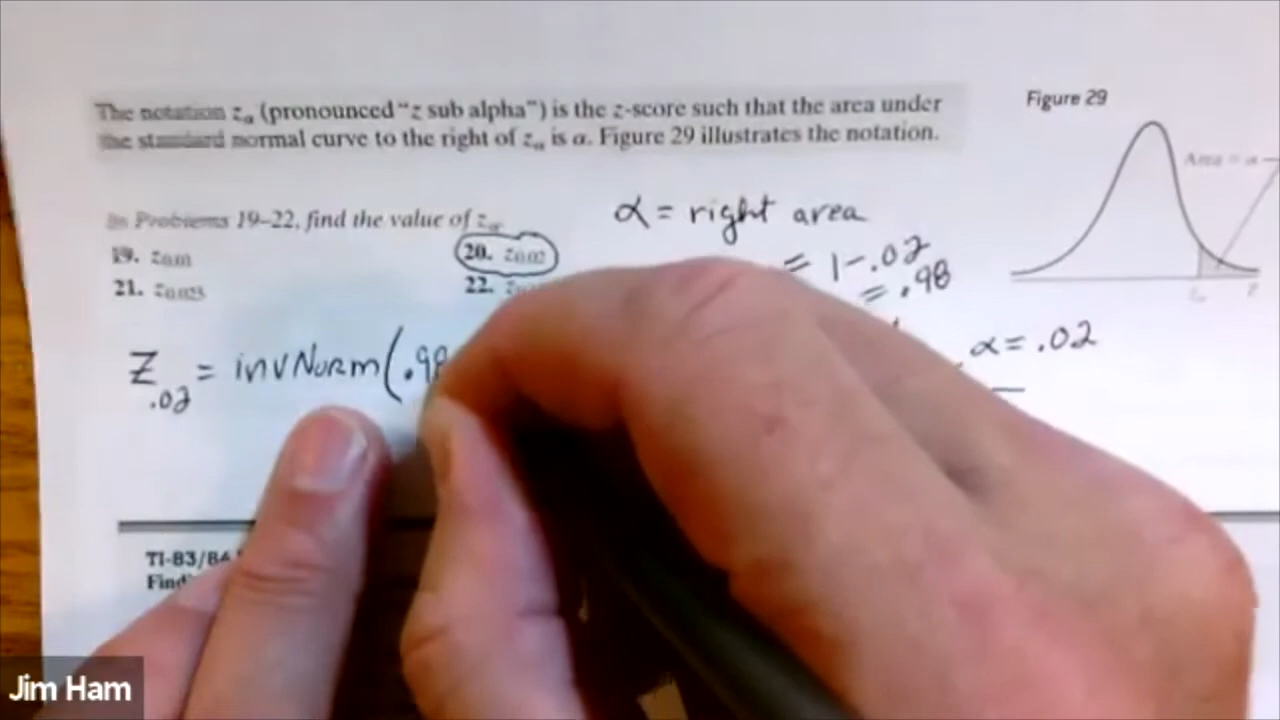 The notation zα (pronounced “z sub alpha”) is the z-score such that the area under
the standard normal curve to the right of zα is α. Figure 29 illustrates the notation.
Figure 29
Area = α
In Problems 19–22, find the value of zα.
α = right area
19.
20. z0.02
= 1-.02
= .98
21.
22.
α = .02
Z.02 = invNorm(.98
TI-83/84
Jim Ham